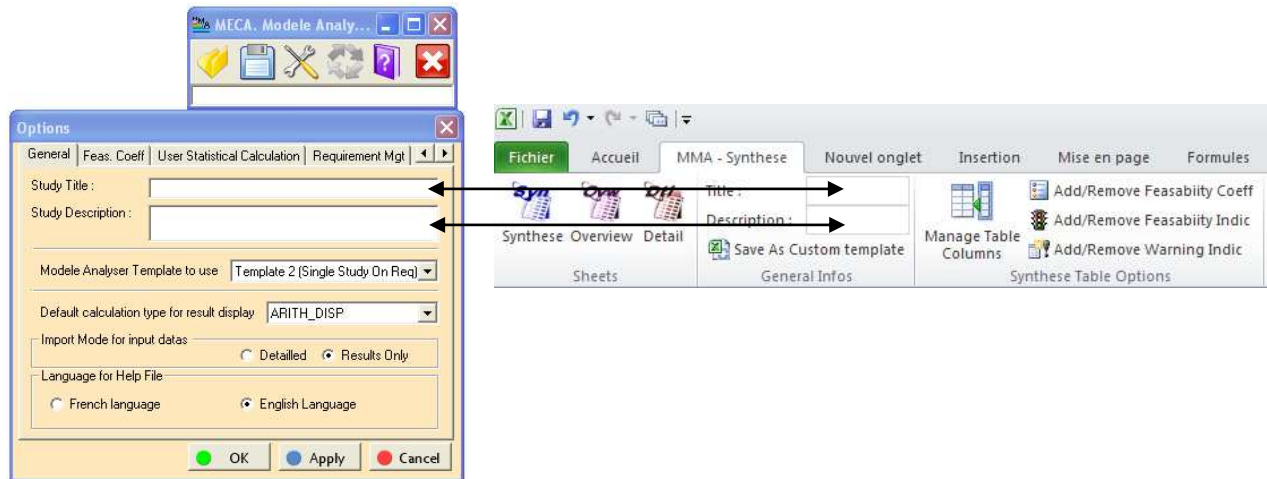 MECA. Modele Analy...
Options
General Feas. Coeff User Statistical Calculation Requirement Mgt
Study Title :
Study Description :
Modele Analyser Template to use Template 2 (Single Study On Req)
Default calculation type for result display ARITH_DISP
Import Mode for input datas
Detailled Results Only
Language for Help File
French language English Language
OK Apply Cancel
Fichier Accueil MMA - Synthese Nouvel onglet Insertion Mise en page Formules
Syn Ovw Dtl Title :
Description :
Synthese Overview Detail
Save As Custom template
Manage Table Columns
Add/Remove Feasabiity Coeff
Add/Remove Feasabiity Indic
Add/Remove Warning Indic
Sheets General Infos Synthese Table Options